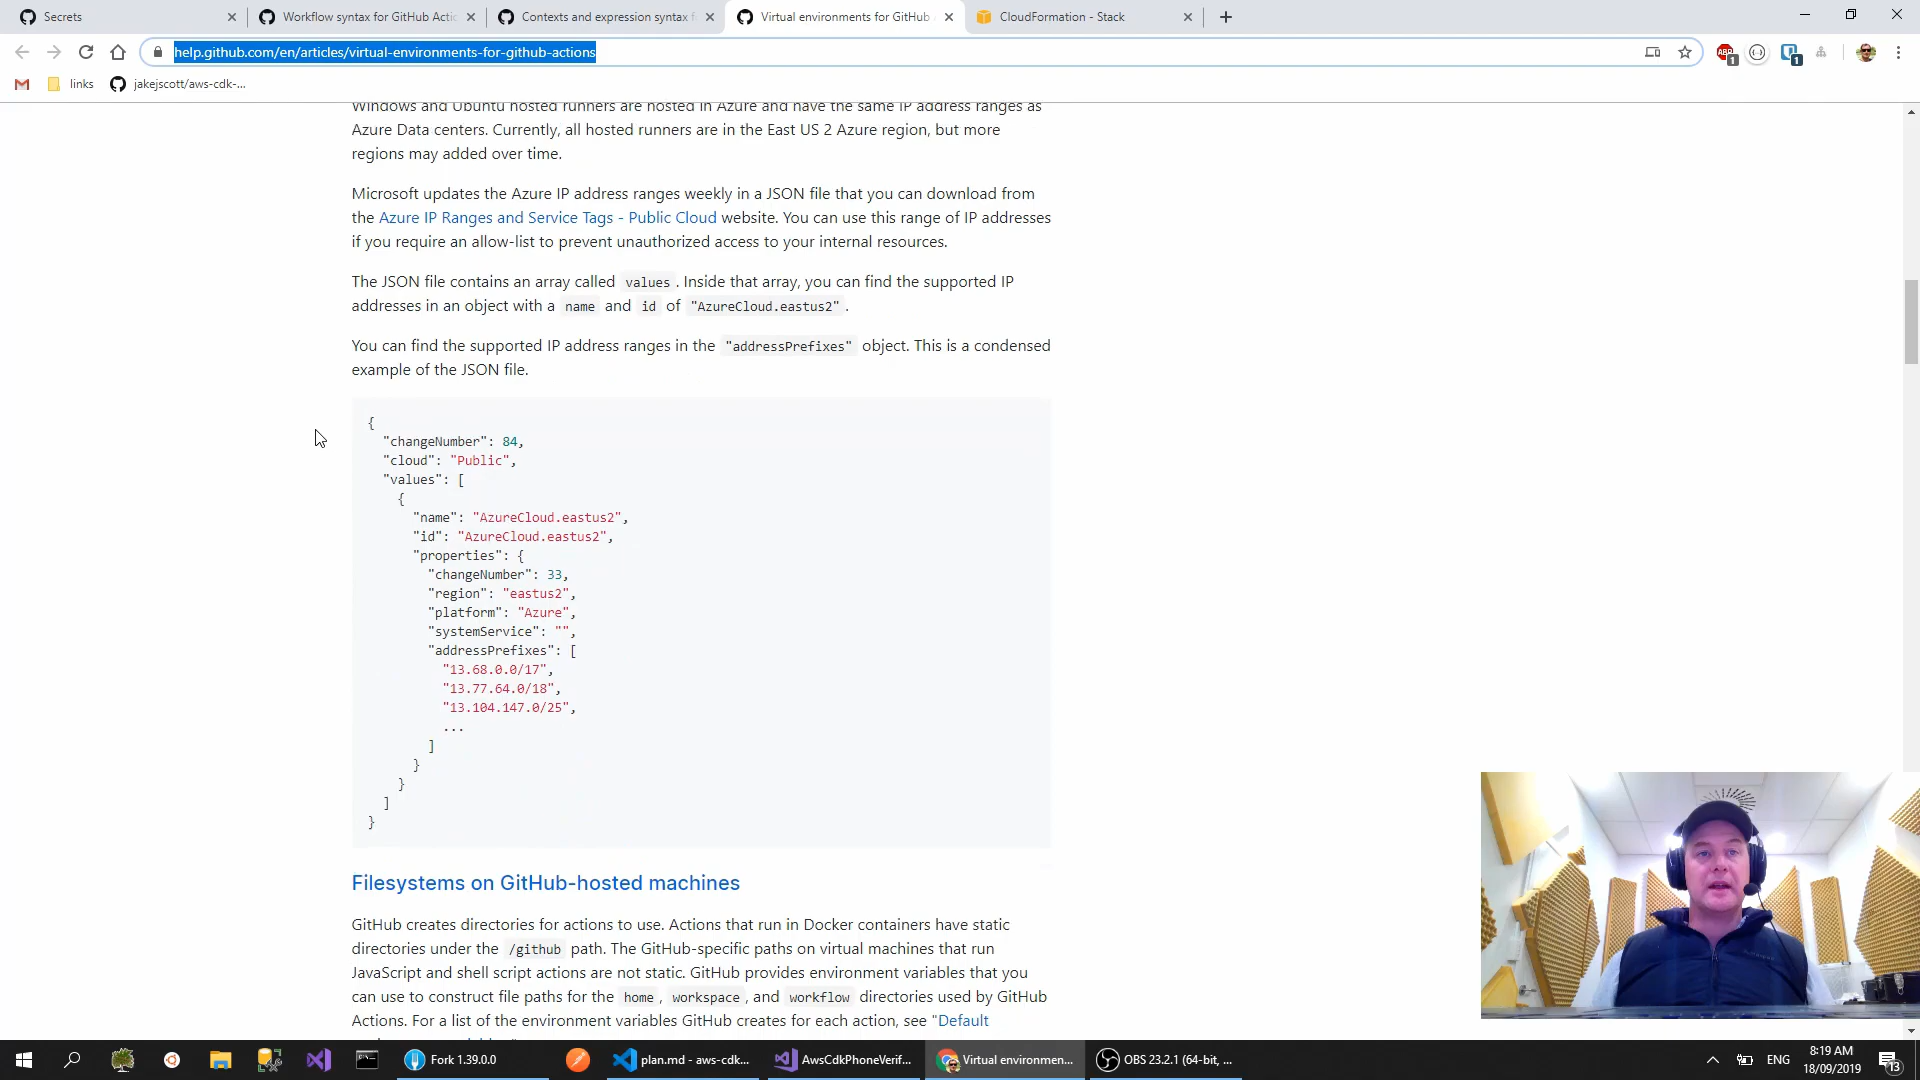 Secrets
Workflow syntax for GitHub Acti
Contexts and expression syntax f
Virtual environments for GitHub
CloudFormation - Stack
help.github.com/en/articles/virtual-environments-for-github-actions
links
jakejscott/aws-cdk-...
Windows and Ubuntu hosted runners are hosted in Azure and have the same IP address ranges as
Azure Data centers. Currently, all hosted runners are in the East US 2 Azure region, but more
regions may added over time.
Microsoft updates the Azure IP address ranges weekly in a JSON file that you can download from
the Azure IP Ranges and Service Tags - Public Cloud website. You can use this range of IP addresses
if you require an allow-list to prevent unauthorized access to your internal resources.
The JSON file contains an array called values . Inside that array, you can find the supported IP
addresses in an object with a name and id of "AzureCloud.eastus2" .
You can find the supported IP address ranges in the "addressPrefixes" object. This is a condensed
example of the JSON file.
{
"changeNumber": 84,
"cloud": "Public",
"values": [
{
"name": "AzureCloud.eastus2",
"id": "AzureCloud.eastus2",
"properties": {
"changeNumber": 33,
"region": "eastus2",
"platform": "Azure",
"systemService": "",
"addressPrefixes": [
"13.68.0.0/17",
"13.77.64.0/18",
"13.104.147.0/25",
...
]
}
}
]
}
Filesystems on GitHub-hosted machines
GitHub creates directories for actions to use. Actions that run in Docker containers have static
directories under the /github path. The GitHub-specific paths on virtual machines that run
JavaScript and shell script actions are not static. GitHub provides environment variables that you
can use to construct file paths for the home , workspace , and workflow directories used by GitHub
Actions. For a list of the environment variables GitHub creates for each action, see "Default
Fork 1.39.0.0
plan.md - aws-cdk...
AwsCdkPhoneVerif...
Virtual environmen...
OBS 23.2.1 (64-bit, ...
ENG
8:19 AM
18/09/2019
13